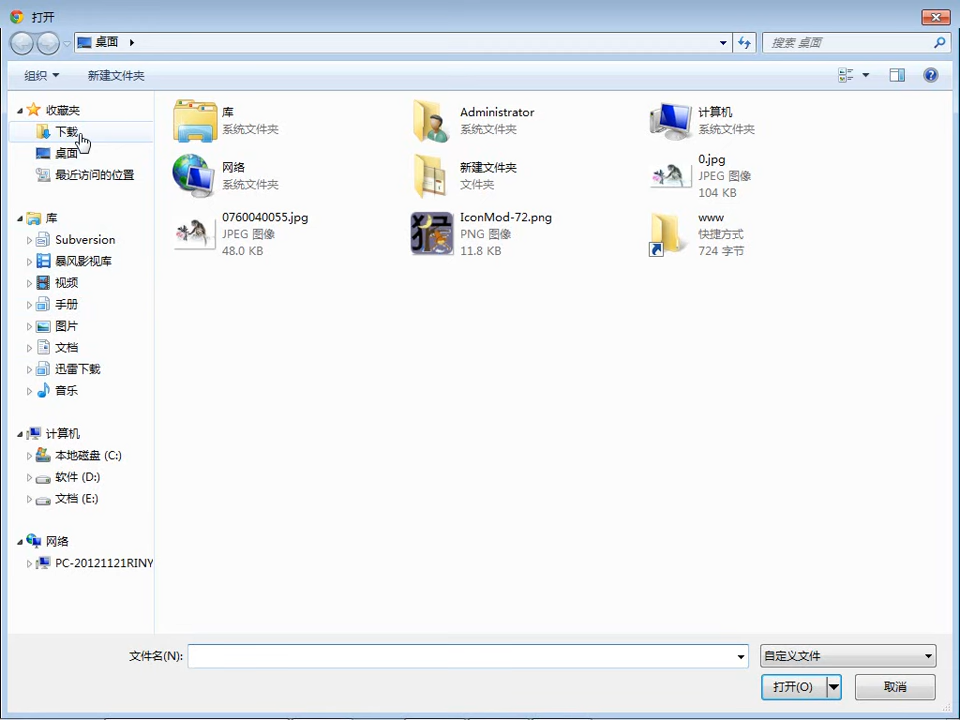 打开
桌面
搜索 桌面
组织
新建文件夹
收藏夹
下载
桌面
最近访问的位置
库
Subversion
暴风影视库
视频
手册
图片
文档
迅雷下载
音乐
计算机
本地磁盘 (C:)
软件 (D:)
文档 (E:)
网络
PC-20121121RINY
库
系统文件夹
Administrator
系统文件夹
计算机
系统文件夹
网络
系统文件夹
新建文件夹
文件夹
0.jpg
JPEG 图像
104 KB
0760040055.jpg
JPEG 图像
48.0 KB
IconMod-72.png
PNG 图像
11.8 KB
www
快捷方式
724 字节
猴
文件名(N):
自定义文件
打开(O)
取消